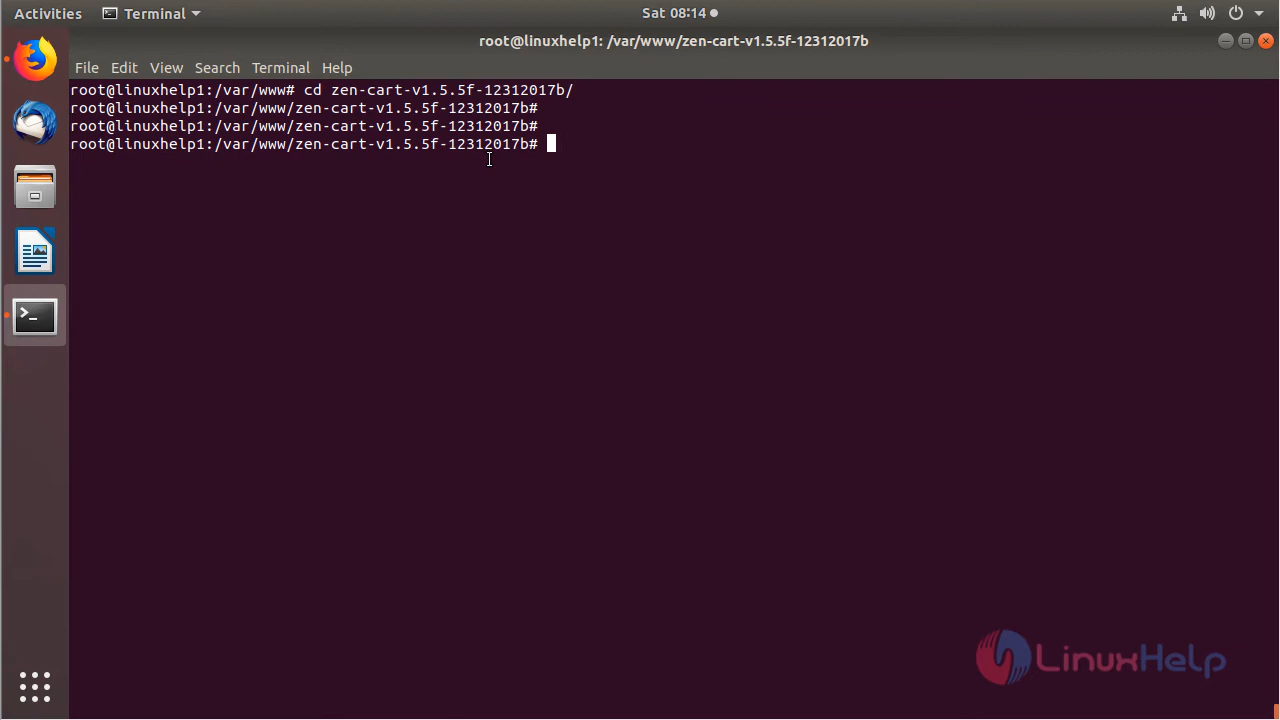 Activities Terminal Sat 08:14
root@linuxhelp1: /var/www/zen-cart-v1.5.5f-12312017b
File Edit View Search Terminal Help
root@linuxhelp1:/var/www# cd zen-cart-v1.5.5f-12312017b/
root@linuxhelp1:/var/www/zen-cart-v1.5.5f-12312017b#
root@linuxhelp1:/var/www/zen-cart-v1.5.5f-12312017b#
root@linuxhelp1:/var/www/zen-cart-v1.5.5f-12312017b#
LinuxHelp